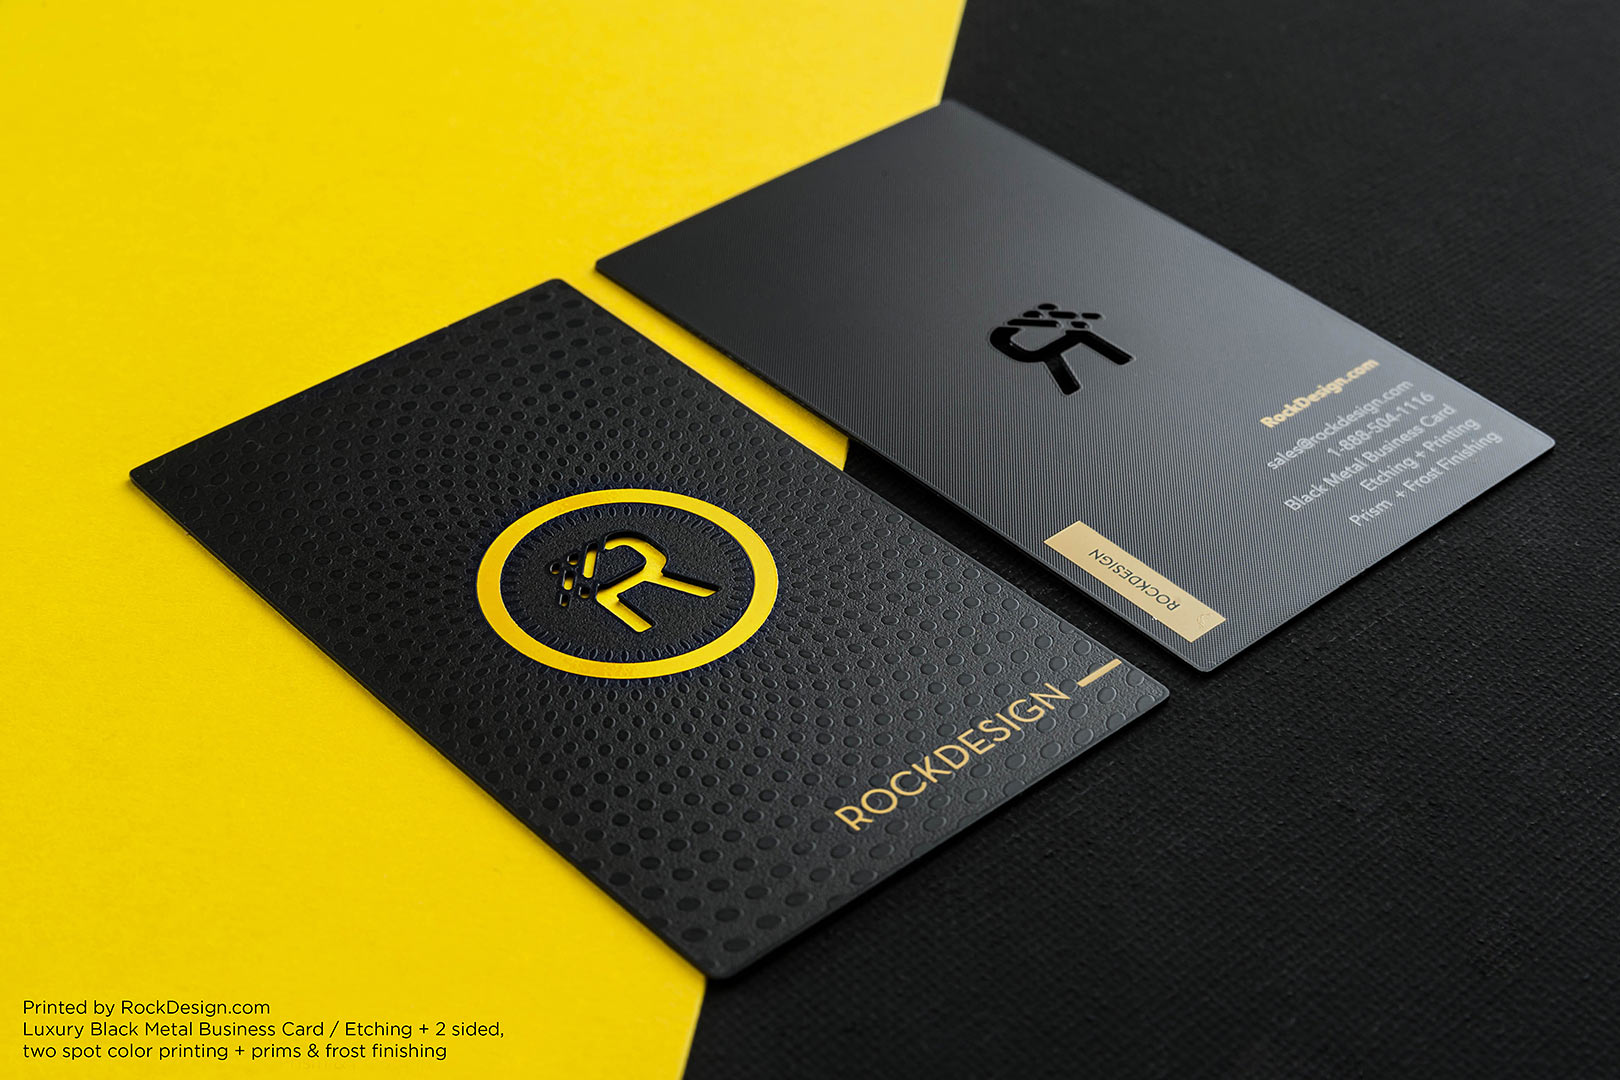 R
ROCKDESIGN
RockDesign.com
sales@rockdesign.com
1-888-504-1116
Black Metal Business Card
Etching + Printing
Prism + Frost Finishing
ROCKDESIGN
Printed by RockDesign.com
Luxury Black Metal Business Card / Etching + 2 sided,
two spot color printing + prims & frost finishing